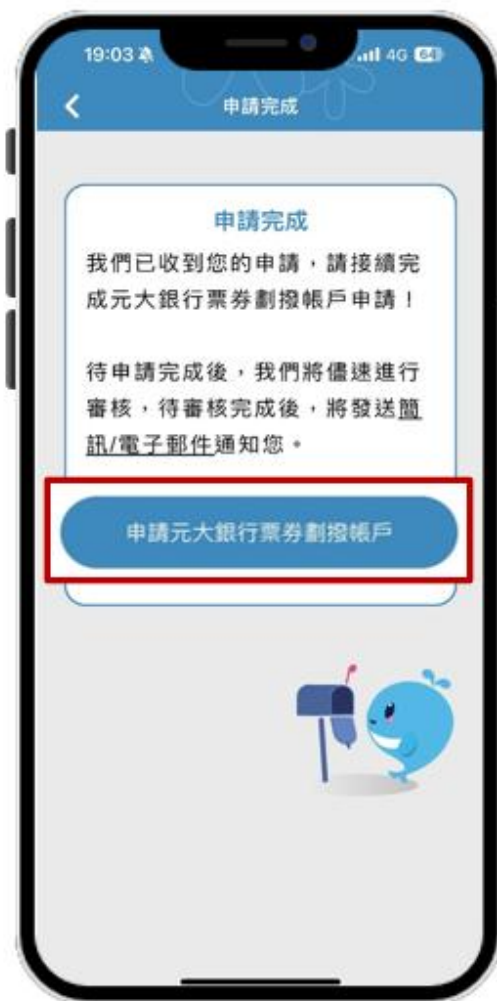 19:03
4G 64
申請完成
申請完成
我們已收到您的申請，請接續完
成元大銀行票券劃撥帳戶申請！
待申請完成後，我們將儘速進行
審核，待審核完成後，將發送簡
訊/電子郵件通知您。
申請元大銀行票券劃撥帳戶